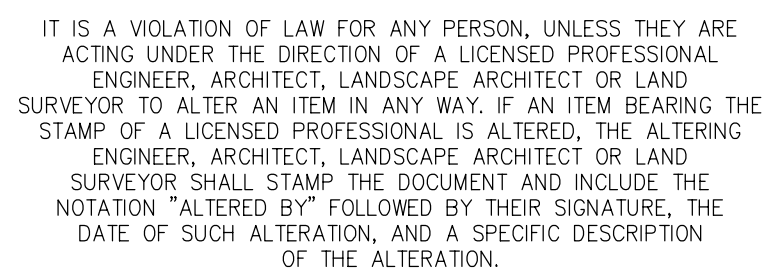 IT IS A VIOLATION OF LAW FOR ANY PERSON, UNLESS THEY ARE
ACTING UNDER THE DIRECTION OF A LICENSED PROFESSIONAL
ENGINEER, ARCHITECT, LANDSCAPE ARCHITECT OR LAND
SURVEYOR TO ALTER AN ITEM IN ANY WAY. IF AN ITEM BEARING THE
STAMP OF A LICENSED PROFESSIONAL IS ALTERED, THE ALTERING
ENGINEER, ARCHITECT, LANDSCAPE ARCHITECT OR LAND
SURVEYOR SHALL STAMP THE DOCUMENT AND INCLUDE THE
NOTATION "ALTERED BY" FOLLOWED BY THEIR SIGNATURE, THE
DATE OF SUCH ALTERATION, AND A SPECIFIC DESCRIPTION
OF THE ALTERATION.